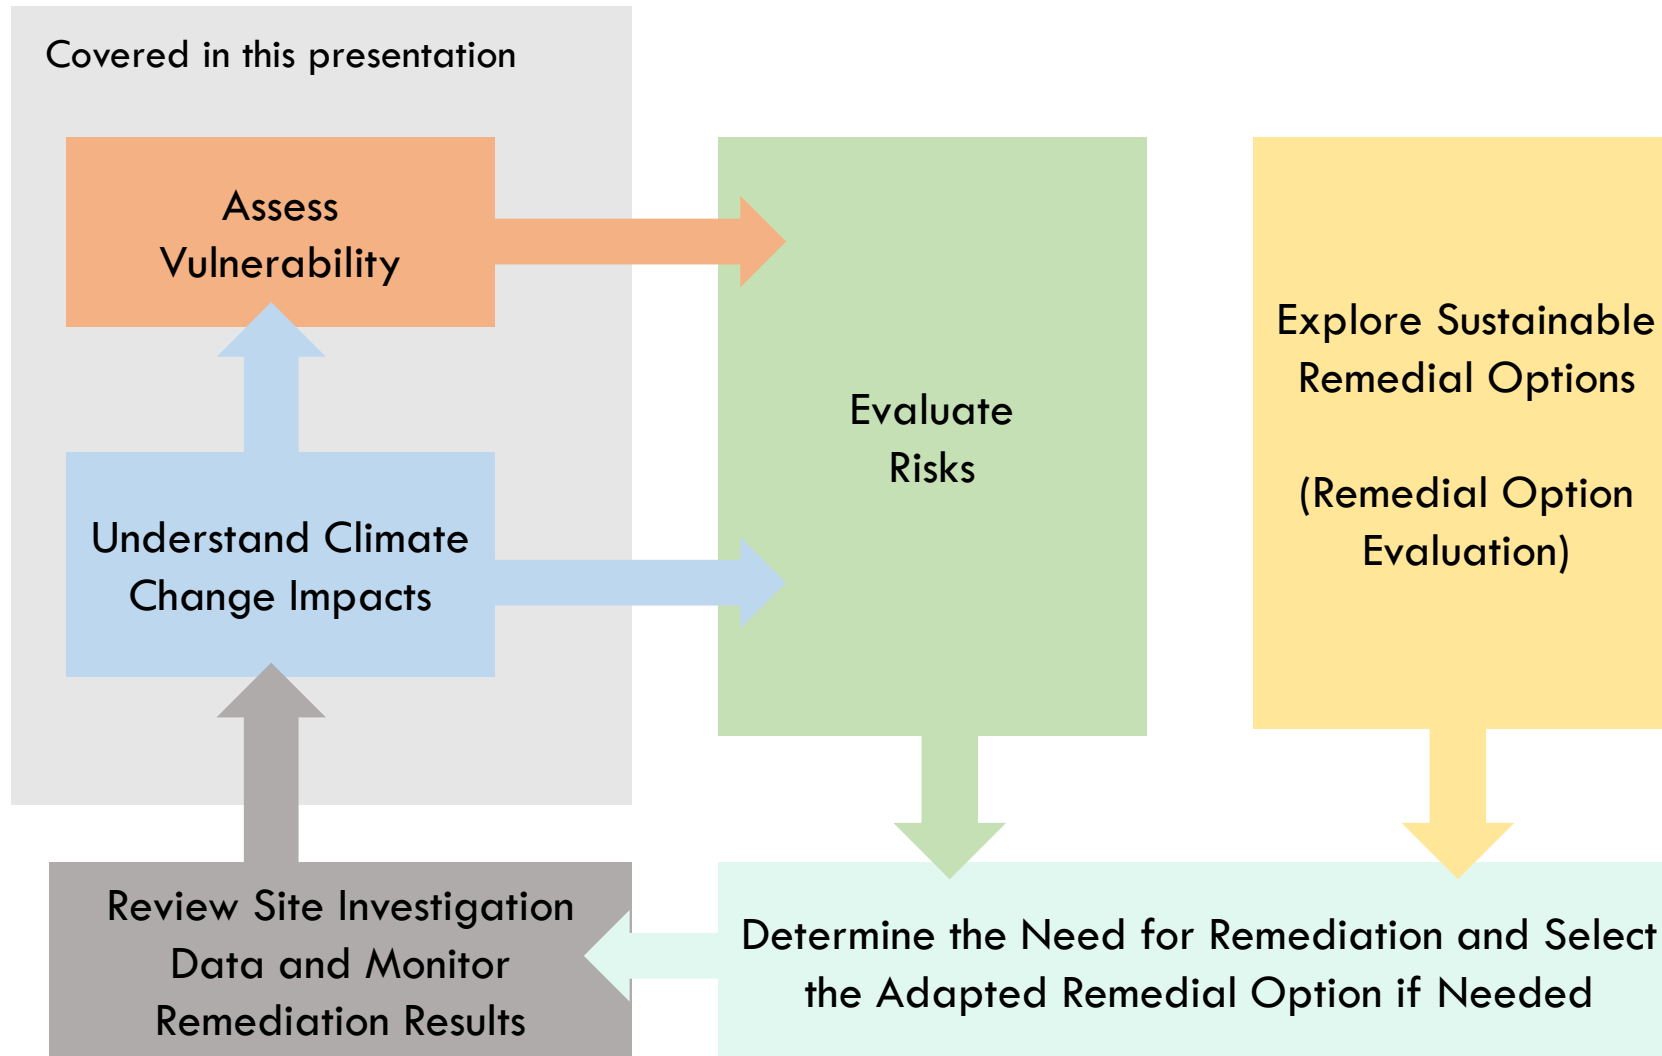 Covered in this presentation
Assess
Vulnerability
Understand Climate
Change Impacts
Evaluate
Risks
Explore Sustainable
Remedial Options
(Remedial Option
Evaluation)
Review Site Investigation
Data and Monitor
Remediation Results
Determine the Need for Remediation and Select
the Adapted Remedial Option if Needed